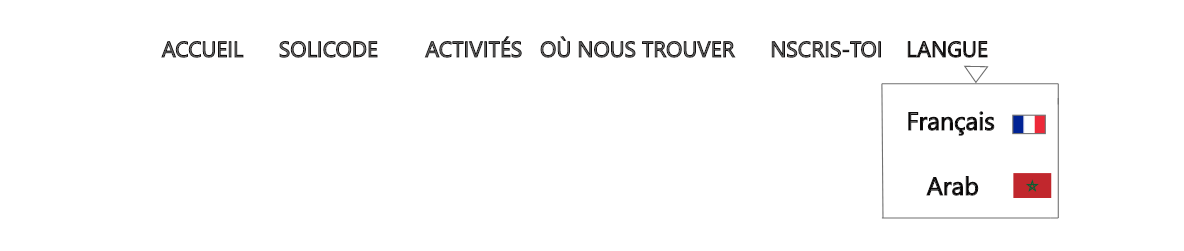 ACCUEIL SOLICODE ACTIVITÉS OÙ NOUS TROUVER NSCRIS-TOI LANGUE
Français
Arab